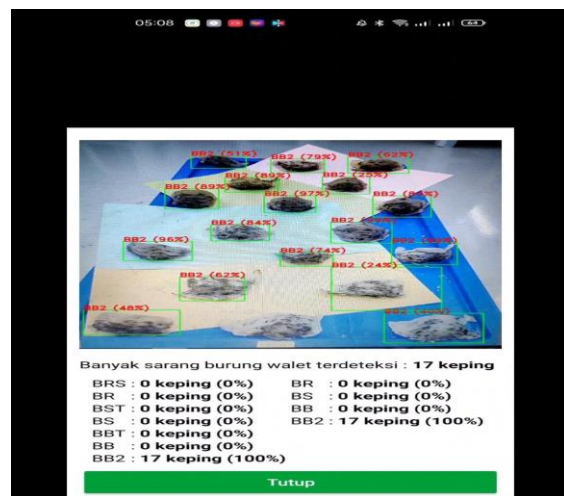 05:08
64
BB2 (51%) BB2 (79%) BB2 (62%)
BB2 (89%) BB2 (25%)
BB2 (89%) BB2 (97%) BB2
BB2 (84%)
BB2 (96%) BB2 (74%)
BB2 (62%) BB2 (24%)
BB2 (48%)
Banyak sarang burung walet terdeteksi : 17 keping
BRS : 0 keping (0%) BR : 0 keping (0%)
BR : 0 keping (0%) BS : 0 keping (0%)
BST : 0 keping (0%) BB : 0 keping (0%)
BS : 0 keping (0%) BB2 : 17 keping (100%)
BBT : 0 keping (0%)
BB : 0 keping (0%)
BB2 : 17 keping (100%)
Tutup